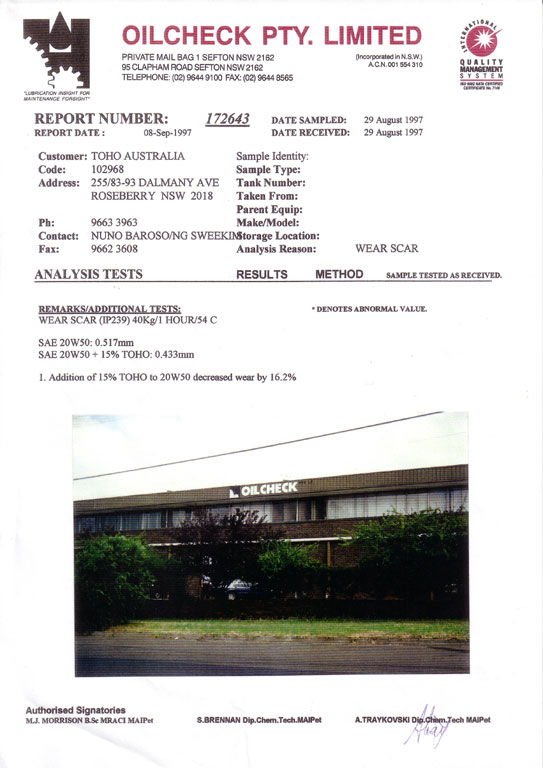 OILCHECK PTY. LIMITED
PRIVATE MAIL BAG 1 SEFTON NSW 2162
95 CLAPHAM ROAD SEFTON NSW 2162
TELEPHONE: (02) 9644 9100 FAX: (02) 9644 8565
(Incorporated in N.S.W.)
A.C.N. 001 554 310
"LUBRICATION INSIGHT FOR
MAINTENANCE FORSIGHT"
INTERNATIONAL
QUALITY
MANAGEMENT
SYSTEM
REPORT NUMBER: 172643 DATE SAMPLED: 29 August 1997
REPORT DATE : 08-Sep-1997 DATE RECEIVED: 29 August 1997
Customer: TOHO AUSTRALIA Sample Identity:
Code: 102968 Sample Type:
Address: 255/83-93 DALMANY AVE Tank Number:
ROSEBERRY NSW 2018 Taken From:
Parent Equip:
Ph: 9663 3963 Make/Model:
Contact: NUNO BAROSO/NG SWEEKIN Storage Location:
Fax: 9662 3608 Analysis Reason: WEAR SCAR
ANALYSIS TESTS RESULTS METHOD SAMPLE TESTED AS RECEIVED.
REMARKS/ADDITIONAL TESTS: * DENOTES ABNORMAL VALUE.
WEAR SCAR (IP239) 40Kg/1 HOUR/54 C
SAE 20W50: 0.517mm
SAE 20W50 + 15% TOHO: 0.433mm
1. Addition of 15% TOHO to 20W50 decreased wear by 16.2%
OILCHECK
Authorised Signatories
M.J. MORRISON B.Sc MRACI MAIPet S.BRENNAN Dip.Chem.Tech.MAIPet A.TRAYKOVSKI Dip.Chem.Tech MAIPet